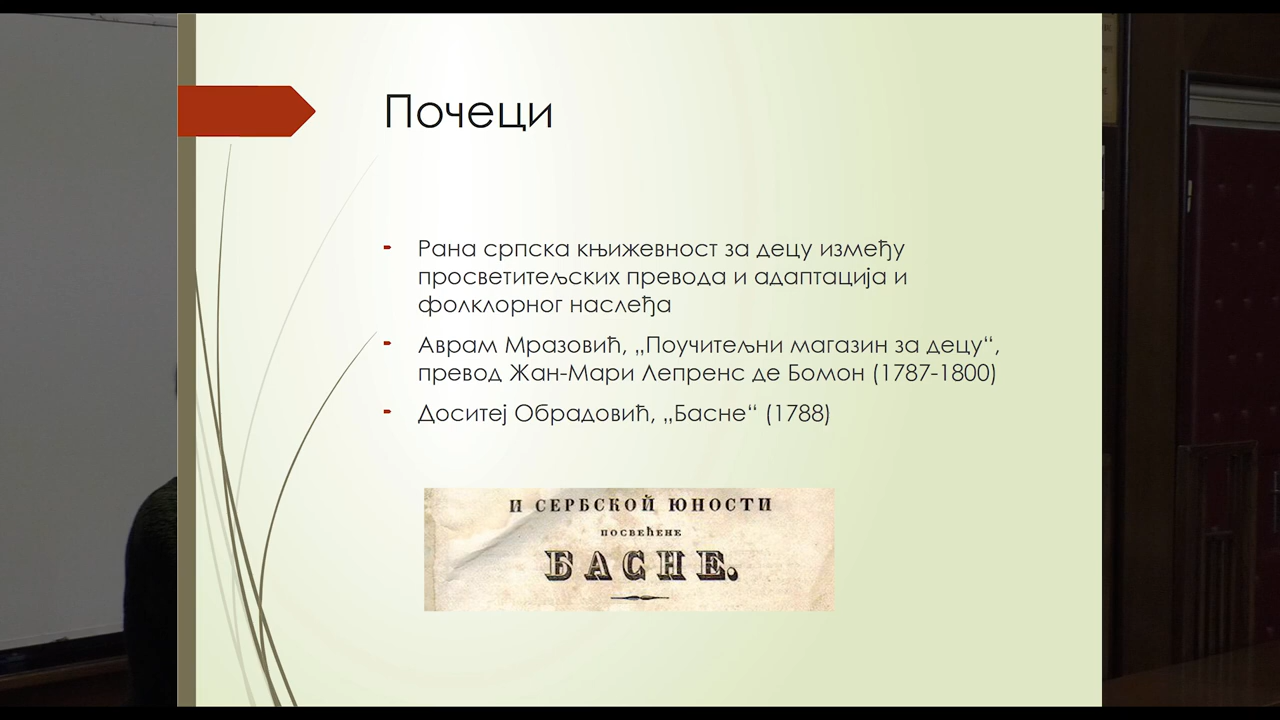 Почеци
Рана српска књижевност за децу између
просветитељских превода и адаптација и
фолклорног наслеђа
Аврам Мразовић, „Поучитељни магазин за децу“,
превод Жан-Мари Лепренс де Бомон (1787-1800)
Доситеј Обрадовић, „Басне“ (1788)
И СЕРБСКОЙ ЮНОСТИ
ПОСВЕЋЕНЕ
БАСНЕ.